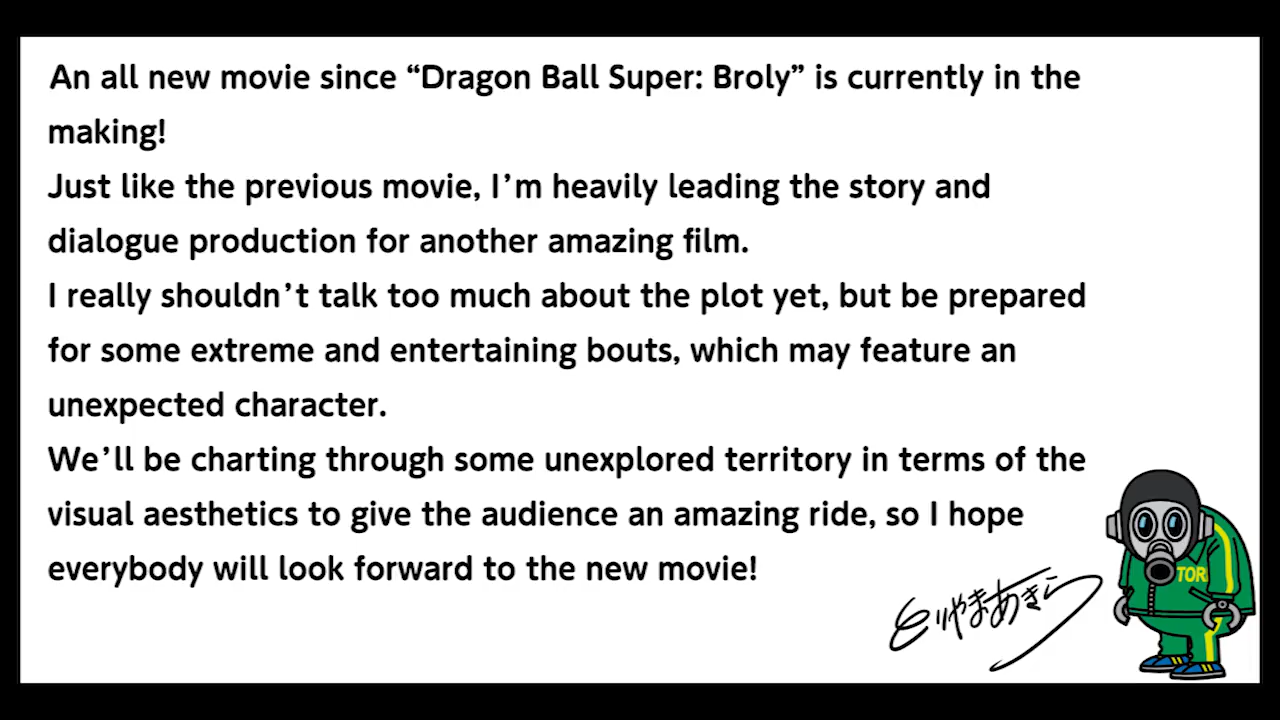 An all new movie since “Dragon Ball Super: Broly” is currently in the
making!
Just like the previous movie, I’m heavily leading the story and
dialogue production for another amazing film.
I really shouldn’t talk too much about the plot yet, but be prepared
for some extreme and entertaining bouts, which may feature an
unexpected character.
We’ll be charting through some unexplored territory in terms of the
visual aesthetics to give the audience an amazing ride, so I hope
everybody will look forward to the new movie!
とりやまあきら
TORI